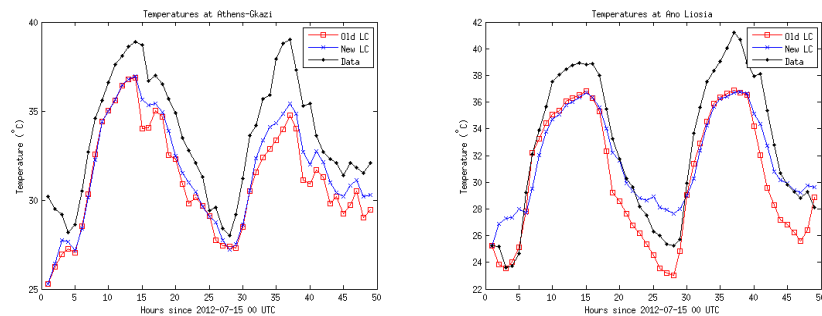 Temperatures at Athens-Gkazi
40
35
30
25
Temperature (°C)
0 5 10 15 20 25 30 35 40 45 50
Hours since 2012-07-15 00 UTC
Old LC
New LC
Data
Temperatures at Ano Liosia
42
40
38
36
34
32
30
28
26
24
22
Temperature (°C)
0 5 10 15 20 25 30 35 40 45 50
Hours since 2012-07-15 00 UTC
Old LC
New LC
Data